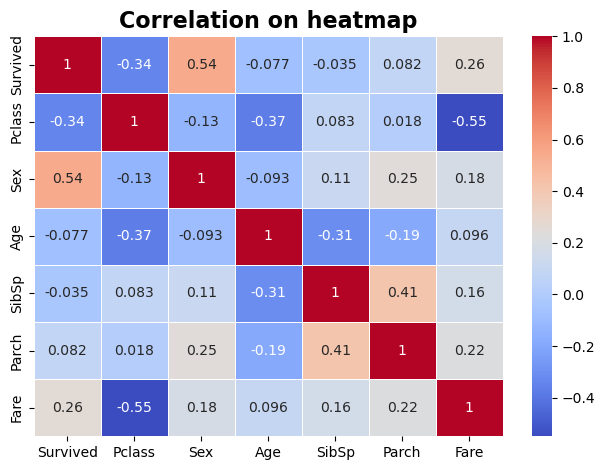 Correlation on heatmap
Survived 1 -0.34 0.54 -0.077 -0.035 0.082 0.26
Pclass -0.34 1 -0.13 -0.37 0.083 0.018 -0.55
Sex 0.54 -0.13 1 -0.093 0.11 0.25 0.18
Age -0.077 -0.37 -0.093 1 -0.31 -0.19 0.096
SibSp -0.035 0.083 0.11 -0.31 1 0.41 0.16
Parch 0.082 0.018 0.25 -0.19 0.41 1 0.22
Fare 0.26 -0.55 0.18 0.096 0.16 0.22 1
Survived Pclass Sex Age SibSp Parch Fare
1.0
0.8
0.6
0.4
0.2
0.0
−0.2
−0.4